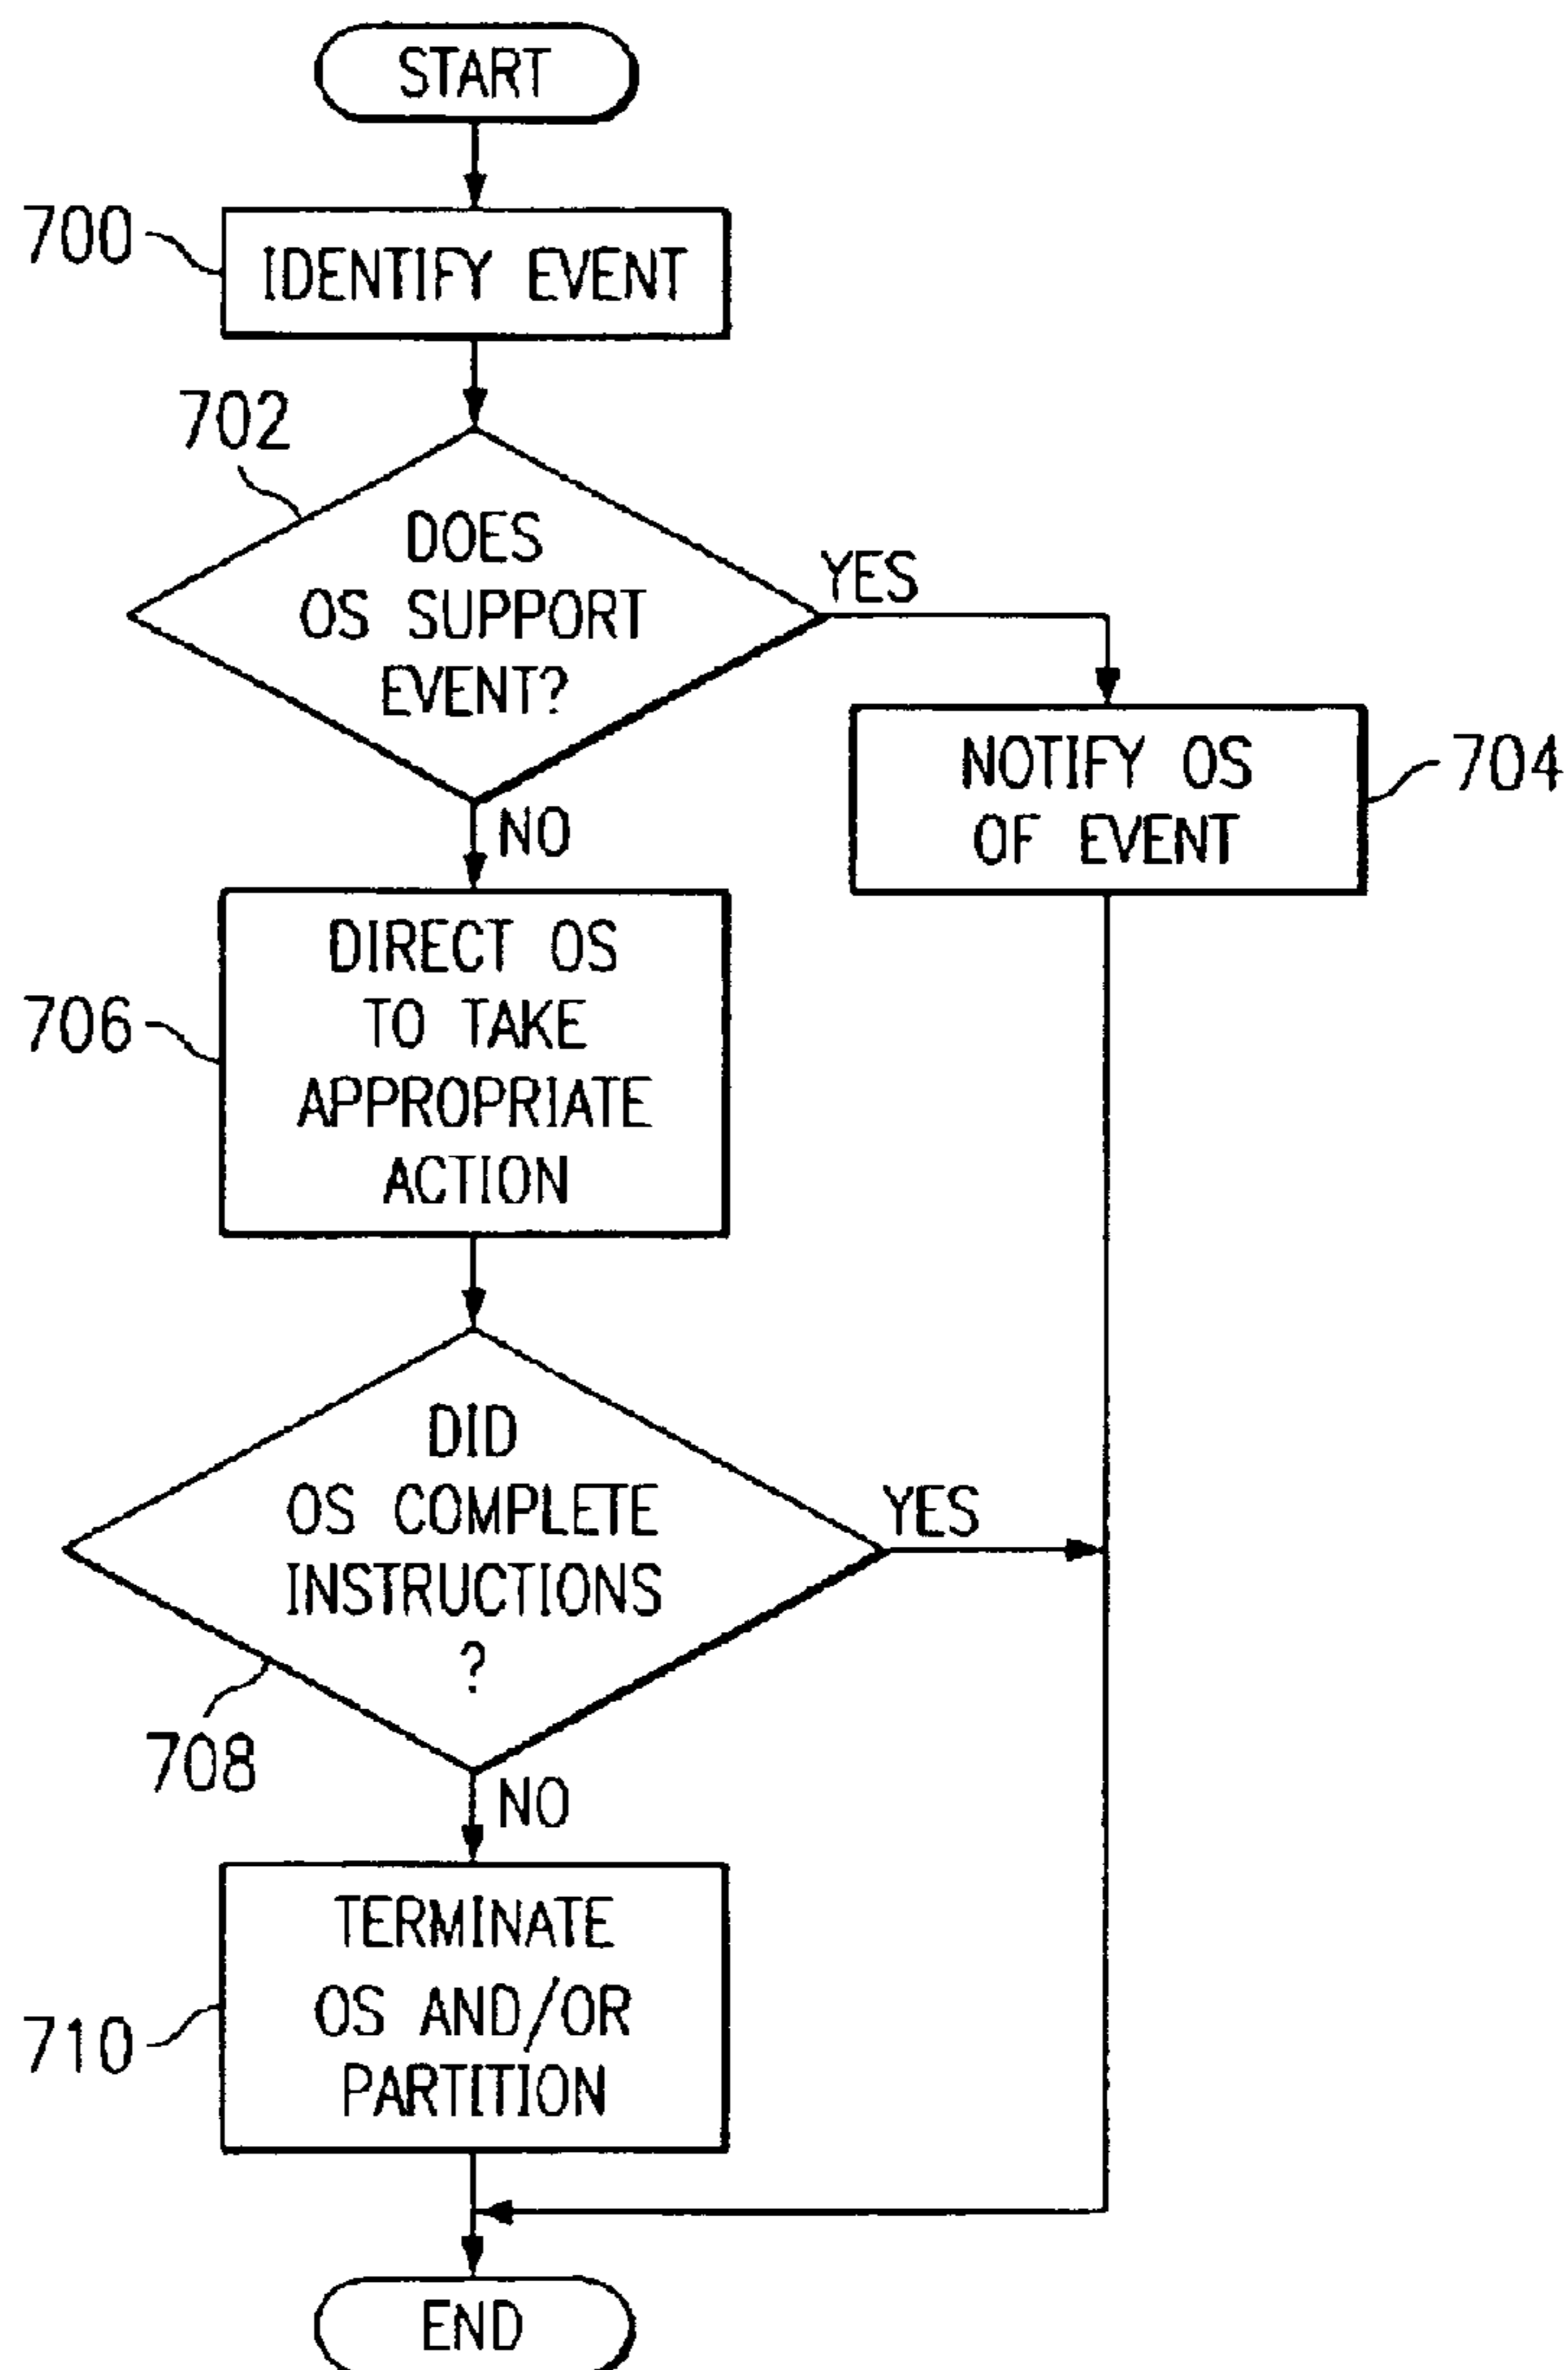 START
700
IDENTIFY EVENT
702
DOES
OS SUPPORT
EVENT?
YES
NOTIFY OS
OF EVENT
704
NO
DIRECT OS
TO TAKE
APPROPRIATE
ACTION
706
DID
OS COMPLETE
INSTRUCTIONS
?
YES
708
NO
TERMINATE
OS AND/OR
PARTITION
710
END